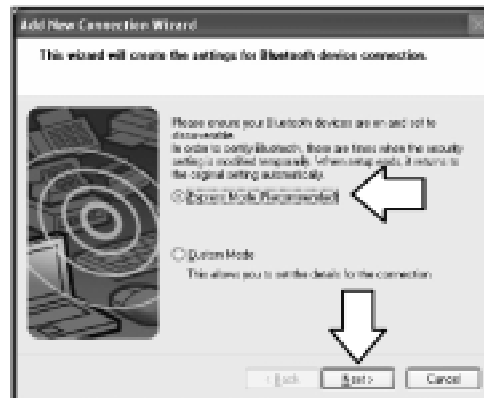 Add New Connection Wizard
This wizard will create the settings for Bluetooth device connection.
Please ensure your Bluetooth devices are on and set to
discoverable.
In order to certify Bluetooth, there are times when the security
setting is modified temporarily. When setup ends, it returns to
the original setting automatically.
Express Mode (Recommended)
Custom Mode
This allows you to set the details for the connection.
< Back
Next >
Cancel